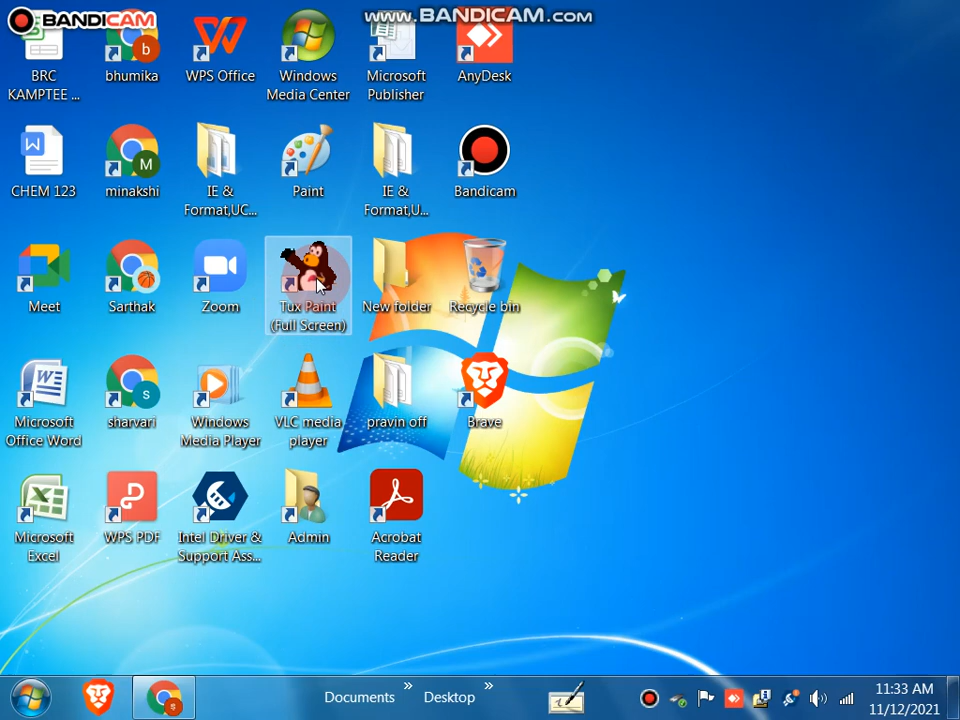 BANDICAM
www.BANDICAM.com
BRC
KAMPTEE ...
b
bhumika
WPS Office
Windows
Media Center
Microsoft
Publisher
AnyDesk
W
CHEM 123
M
minakshi
IE &
Format,UC...
Paint
IE &
Format,U...
Bandicam
Meet
Sarthak
Zoom
Tux Paint
(Full Screen)
New folder
Recycle bin
W
Microsoft
Office Word
s
sharvari
Windows
Media Player
VLC media
player
pravin off
Brave
Microsoft
Excel
WPS PDF
Intel Driver &
Support Ass...
Admin
Acrobat
Reader
s
Documents
»
Desktop
»
11:33 AM
11/12/2021